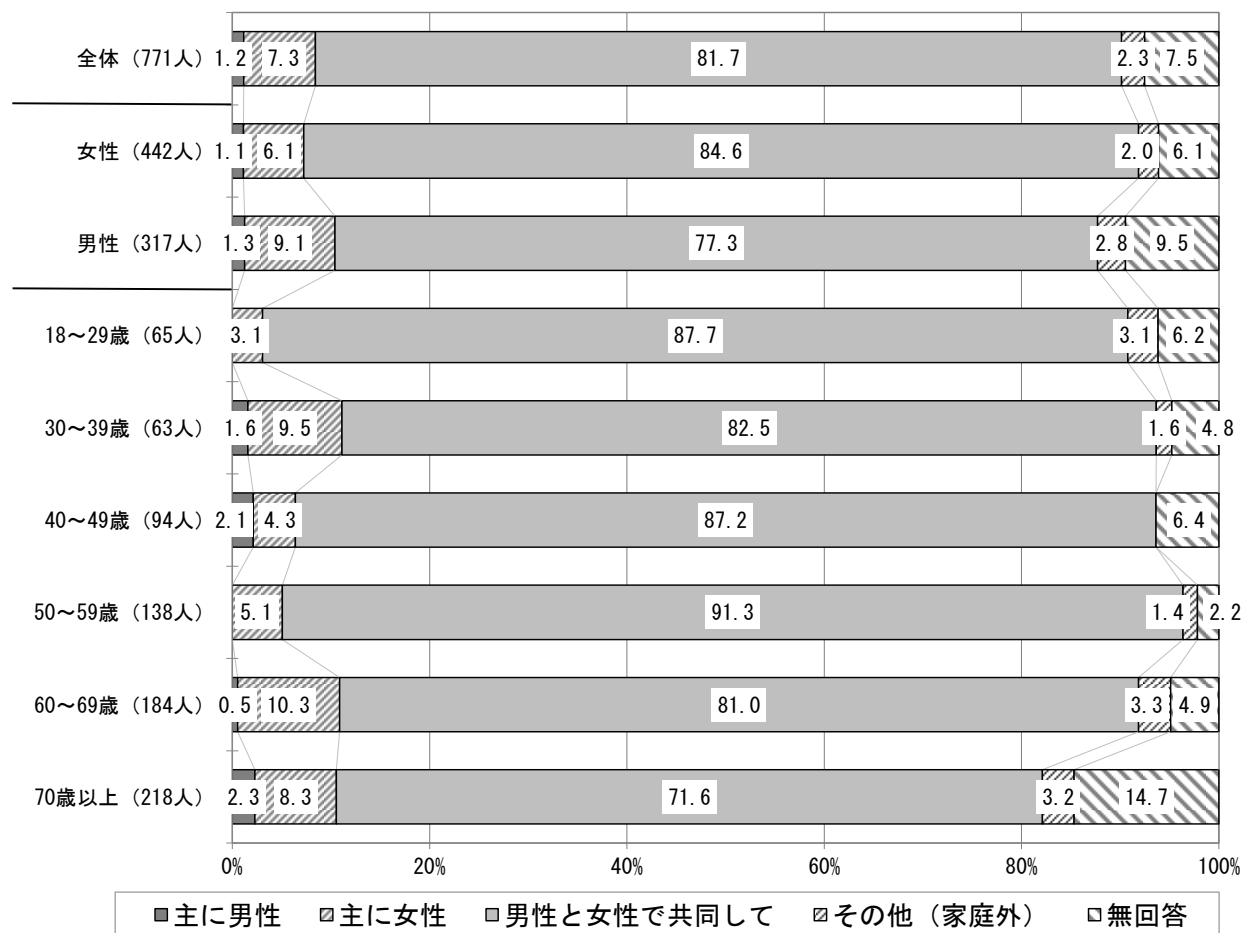 全体（771人） 1.2 7.3 81.7 2.3 7.5
女性（442人） 1.1 6.1 84.6 2.0 6.1
男性（317人） 1.3 9.1 77.3 2.8 9.5
18～29歳（65人） 3.1 87.7 3.1 6.2
30～39歳（63人） 1.6 9.5 82.5 1.6 4.8
40～49歳（94人） 2.1 4.3 87.2 6.4
50～59歳（138人） 5.1 91.3 1.4 2.2
60～69歳（184人） 0.5 10.3 81.0 3.3 4.9
70歳以上（218人） 2.3 8.3 71.6 3.2 14.7
0% 20% 40% 60% 80% 100%
主に男性 主に女性 男性と女性で共同して その他（家庭外） 無回答